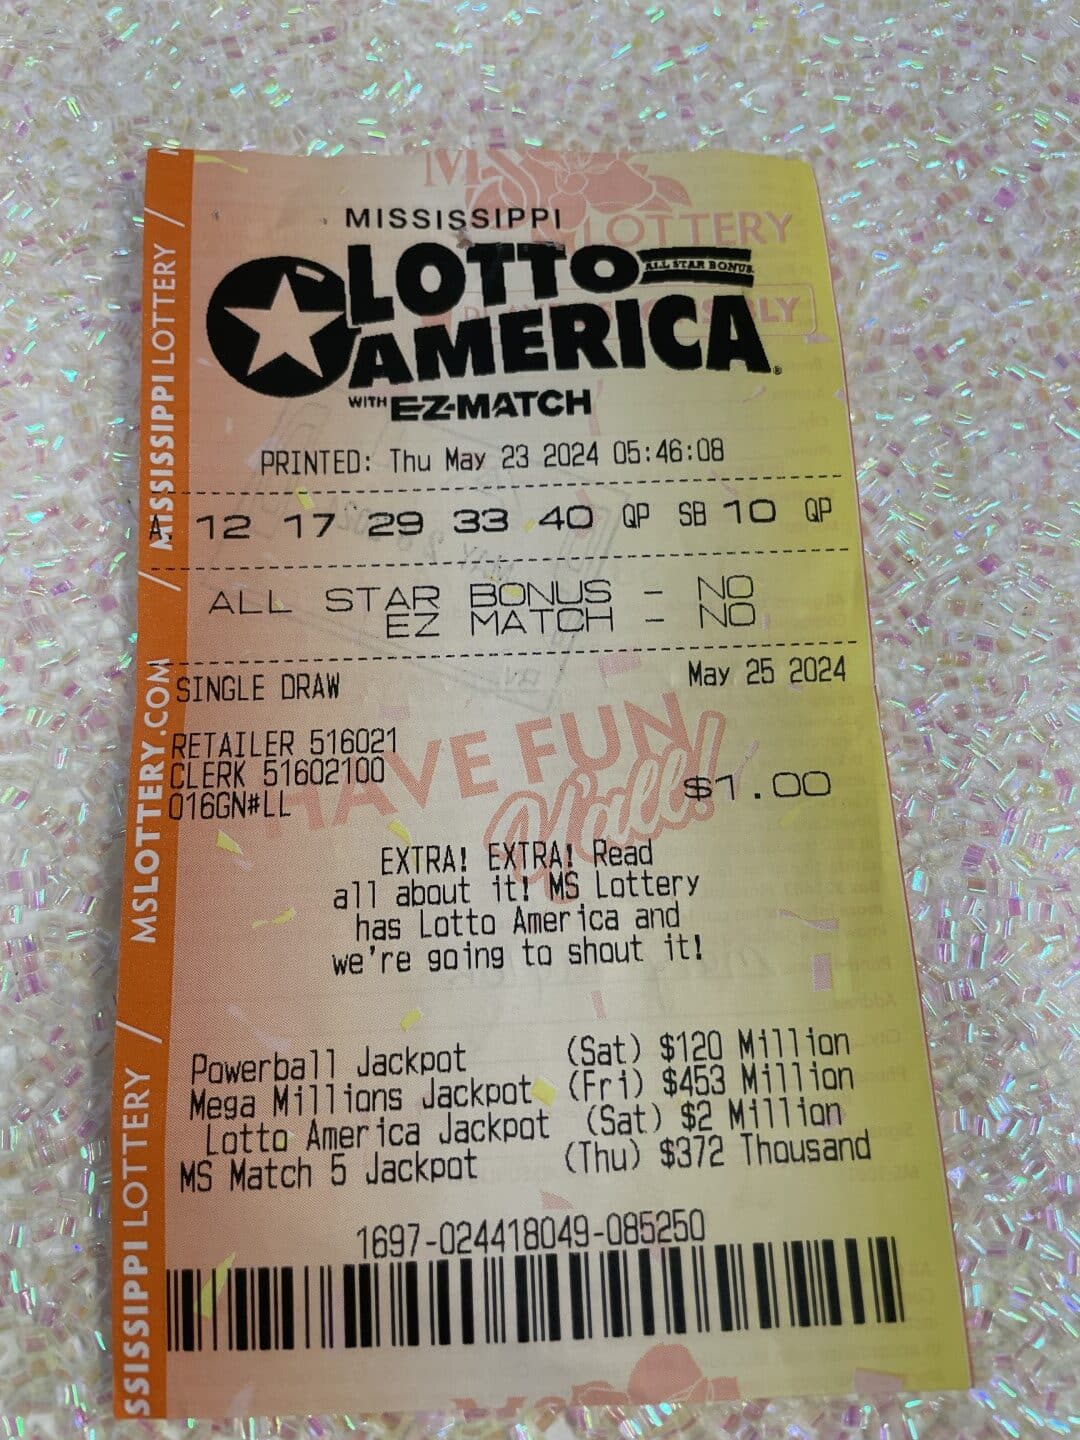 MISSISSIPPI
LOTTO
ALL STAR BONUS
AMERICA®
WITH EZ-MATCH
PRINTED: Thu May 23 2024 05:46:08
A. 12 17 29 33 40 QP SB 10 QP
ALL STAR BONUS - NO
EZ MATCH - NO
SINGLE DRAW May 25 2024
RETAILER 516021
CLERK 51602100
016GN#LL
$1.00
HAVE FUN
Y'all!
EXTRA! EXTRA! Read
all about it! MS Lottery
has Lotto America and
we're going to shout it!
Powerball Jackpot (Sat) $120 Million
Mega Millions Jackpot (Fri) $453 Million
Lotto America Jackpot (Sat) $2 Million
MS Match 5 Jackpot (Thu) $372 Thousand
1697-024418049-085250
MS LOTTERY
SSISSIPPI LOTTERY / MSLOTTERY.COM / MISSISSIPPI LOTTERY /